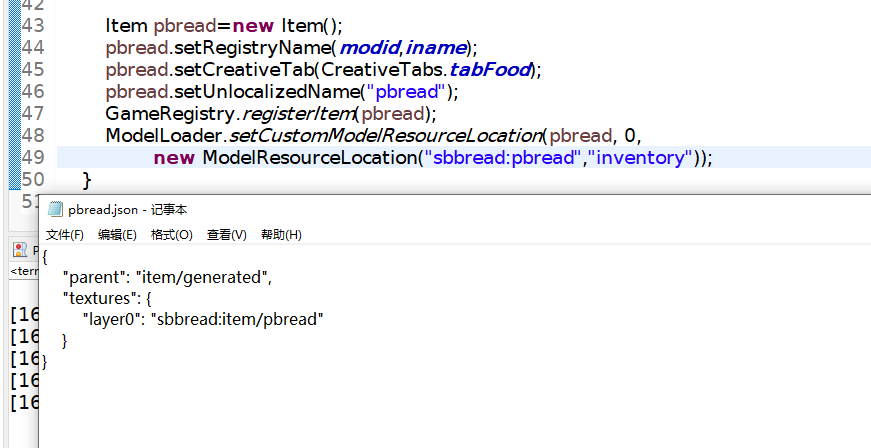 42
43 Item pbread=new Item();
44 pbread.setRegistryName(modid,iname);
45 pbread.setCreativeTab(CreativeTabs.tabFood);
46 pbread.setUnlocalizedName("pbread");
47 GameRegistry.registerItem(pbread);
48 ModelLoader.setCustomModelResourceLocation(pbread, 0,
49 new ModelResourceLocation("sbbread:pbread","inventory"));
50 }
51
pbread.json - 记事本
文件(F) 编辑(E) 格式(O) 查看(V) 帮助(H)
{
"parent": "item/generated",
"textures": {
"layer0": "sbbread:item/pbread"
}
}
P
<terr
[16
[16
[16
[16
[16